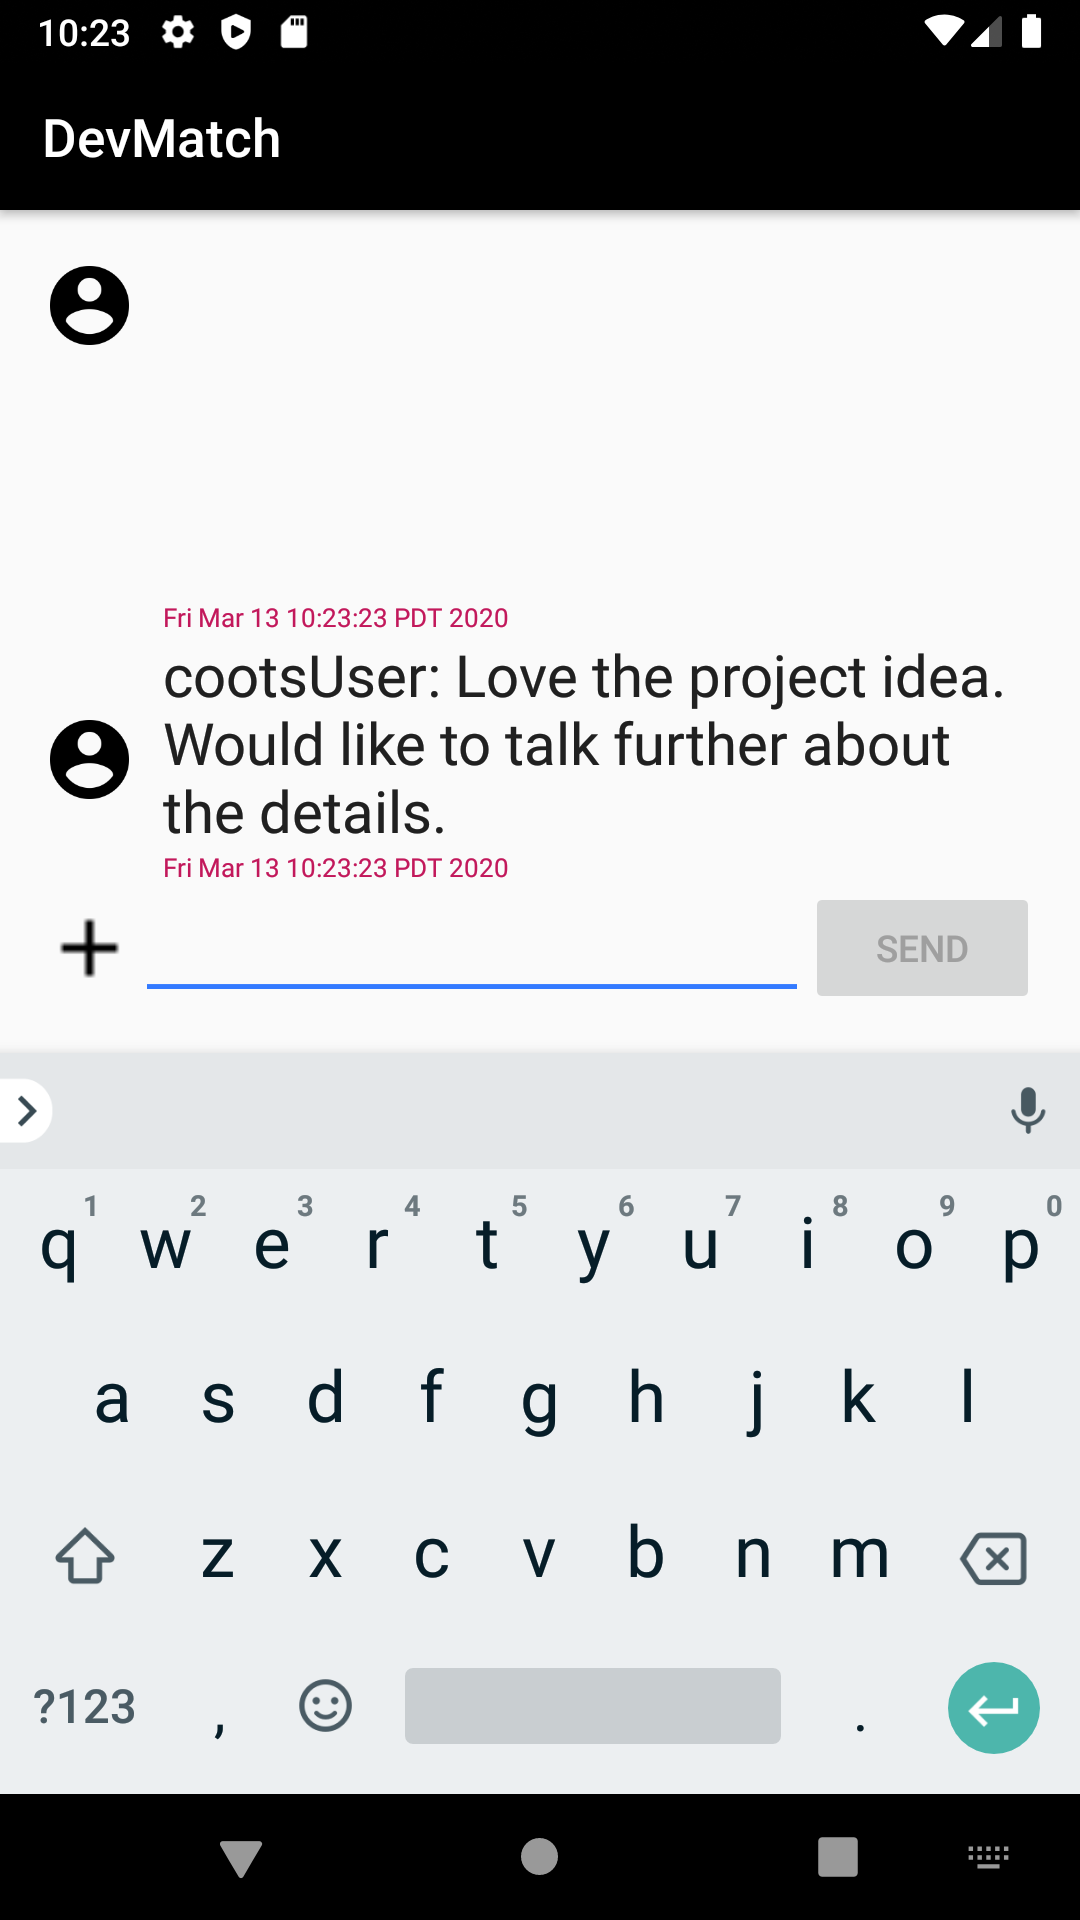 10:23
DevMatch
Fri Mar 13 10:23:23 PDT 2020
cootsUser: Love the project idea.
Would like to talk further about
the details.
Fri Mar 13 10:23:23 PDT 2020
SEND
1 2 3 4 5 6 7 8 9 0
q w e r t y u i o p
a s d f g h j k l
z x c v b n m
?123 , .